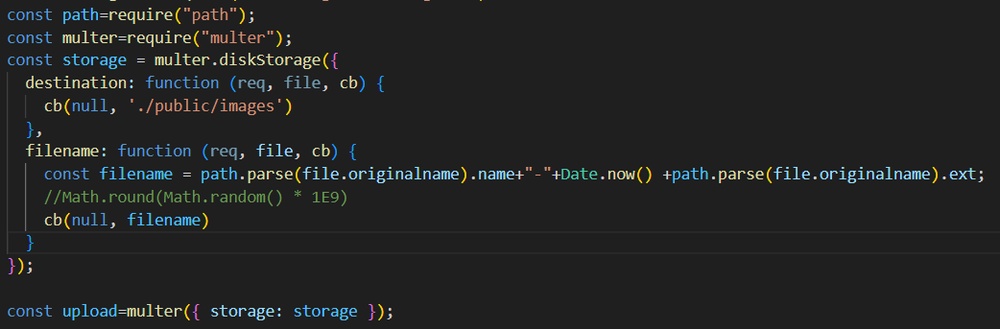 const path=require("path");
const multer=require("multer");
const storage = multer.diskStorage({
  destination: function (req, file, cb) {
    cb(null, './public/images')
  },
  filename: function (req, file, cb) {
    const filename = path.parse(file.originalname).name+"-"+Date.now() +path.parse(file.originalname).ext;
    //Math.round(Math.random() * 1E9)
    cb(null, filename)
  }
});

const upload=multer({ storage: storage });